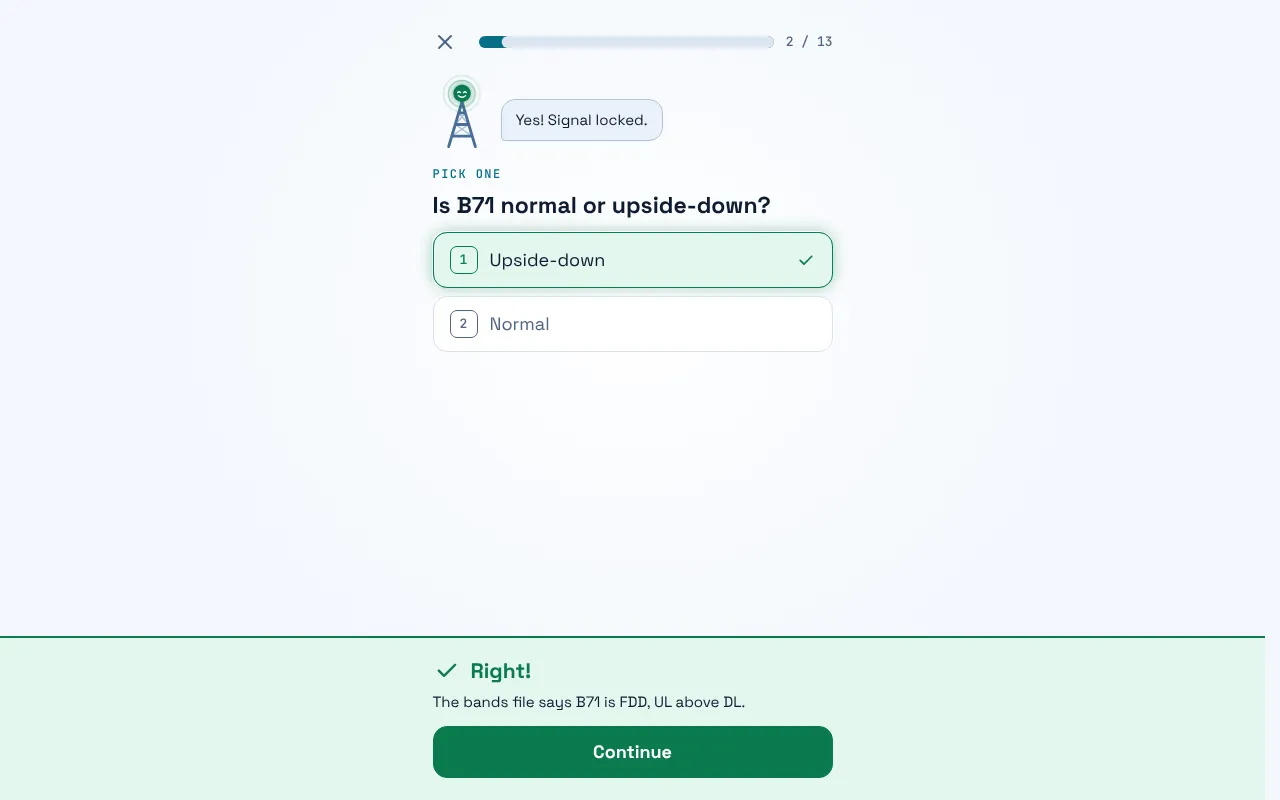 2 / 13
Yes! Signal locked.
PICK ONE
Is B71 normal or upside-down?
1 Upside-down
2 Normal
Right!
The bands file says B71 is FDD, UL above DL.
Continue